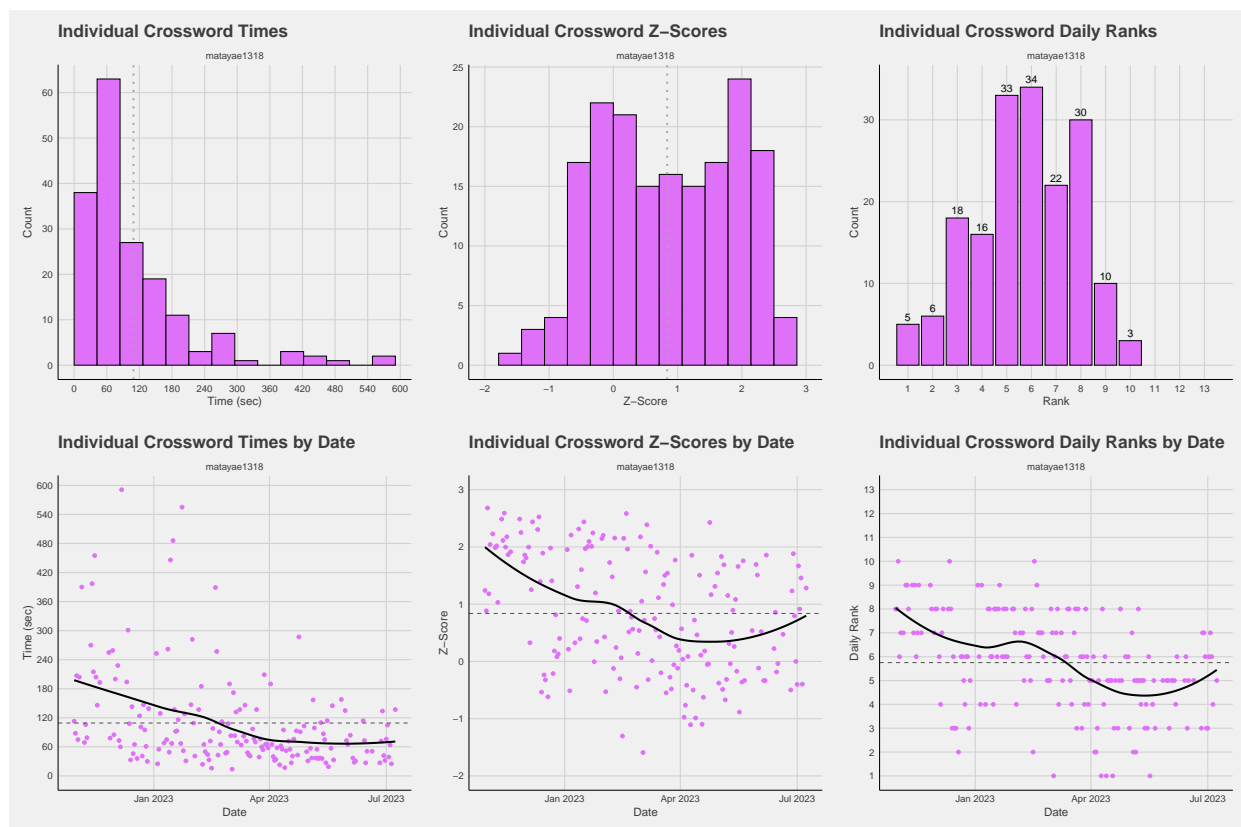 Individual Crossword Times
matayae1318
Count
60
50
40
30
20
10
0
0 60 120 180 240 300 360 420 480 540 600
Time (sec)
Individual Crossword Z−Scores
matayae1318
Count
25
20
15
10
5
0
−2 −1 0 1 2 3
Z−Score
Individual Crossword Daily Ranks
matayae1318
Count
30
20
10
0
5 6 18 16 33 34 22 30 10 3
1 2 3 4 5 6 7 8 9 10 11 12 13
Rank
Individual Crossword Times by Date
matayae1318
Time (sec)
600
540
480
420
360
300
240
180
120
60
0
Jan 2023 Apr 2023 Jul 2023
Date
Individual Crossword Z−Scores by Date
matayae1318
Z−Score
3
2
1
0
−1
−2
Jan 2023 Apr 2023 Jul 2023
Date
Individual Crossword Daily Ranks by Date
matayae1318
Daily Rank
13
12
11
10
9
8
7
6
5
4
3
2
1
Jan 2023 Apr 2023 Jul 2023
Date